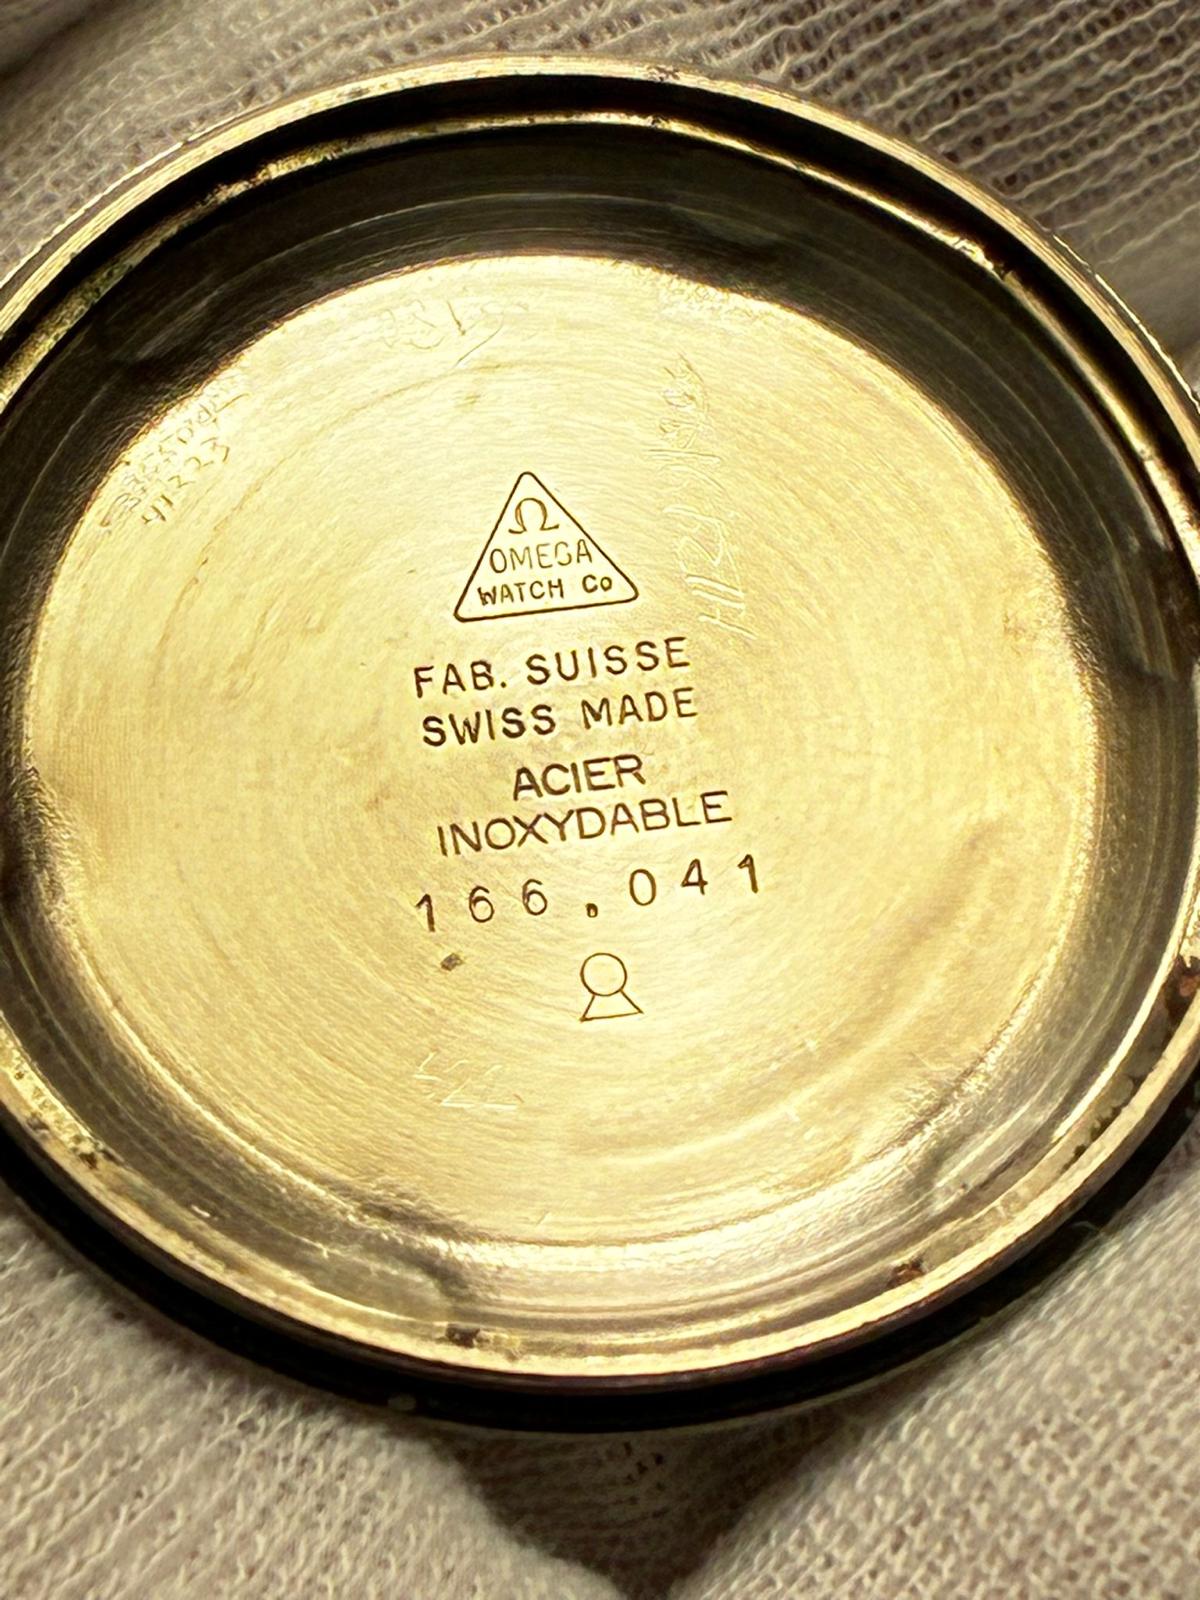 Ω
OMEGA
WATCH Co
FAB. SUISSE
SWISS MADE
ACIER
INOXYDABLE
166.041